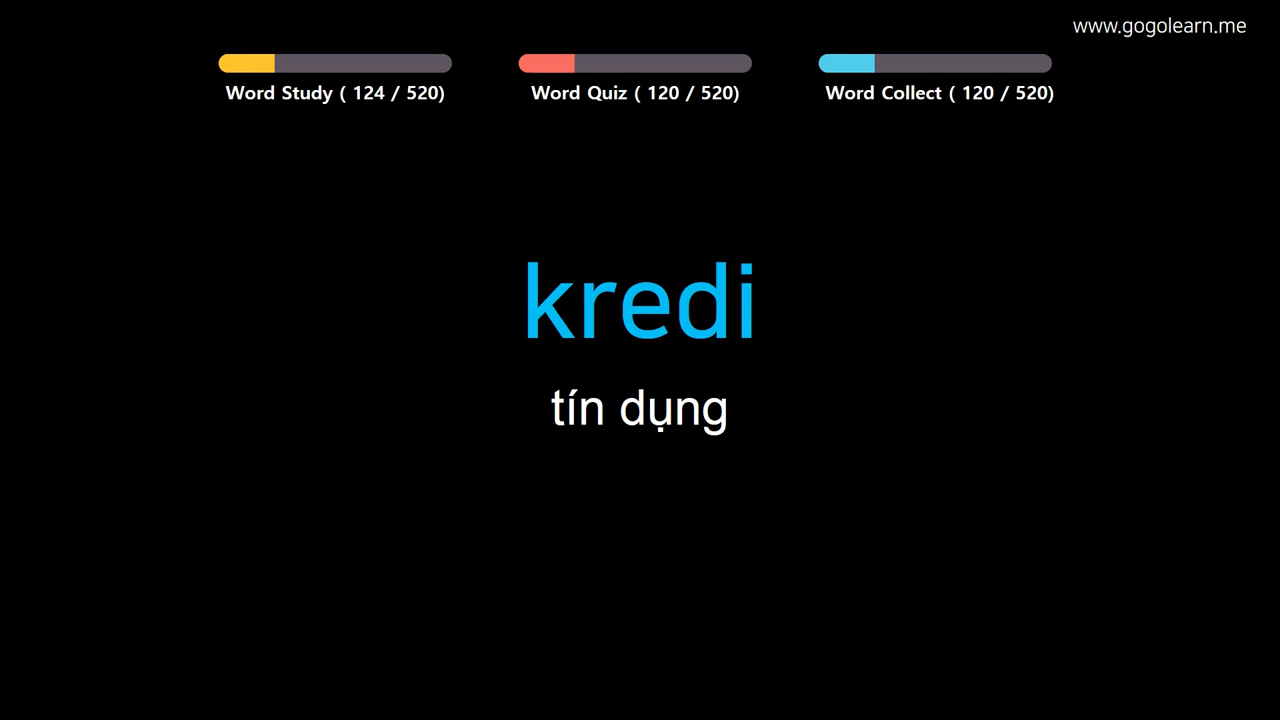 www.gogolearn.me
Word Study ( 124 / 520)
Word Quiz ( 120 / 520)
Word Collect ( 120 / 520)
kredi
tín dụng